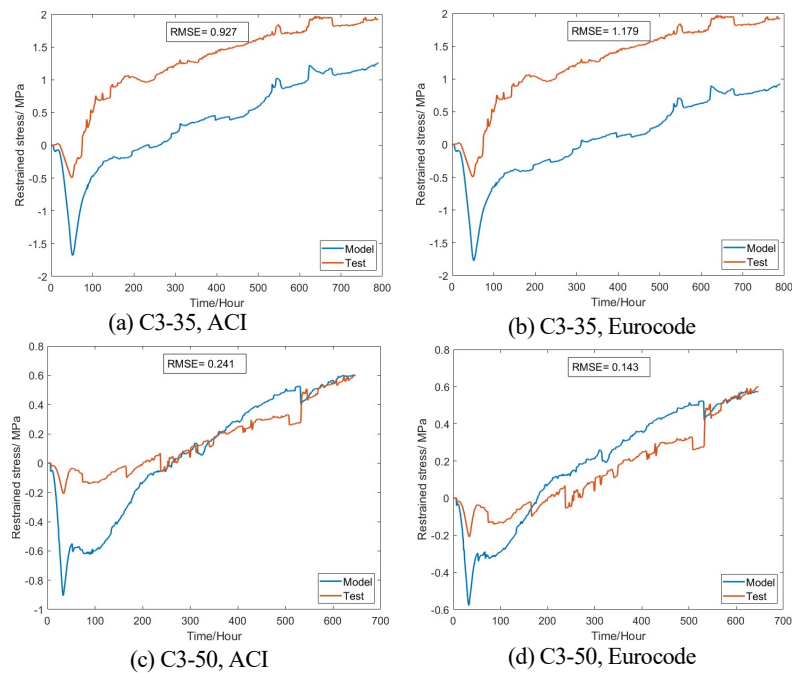 2
1.5
1
0.5
0
-0.5
-1
-1.5
-2
Restrained stress/ MPa
RMSE= 0.927
Model
Test
0 100 200 300 400 500 600 700 800
Time/Hour
(a) C3-35, ACI
2
1.5
1
0.5
0
-0.5
-1
-1.5
-2
Restrained stress/ MPa
RMSE= 1.179
Model
Test
0 100 200 300 400 500 600 700 800
Time/Hour
(b) C3-35, Eurocode
0.8
0.6
0.4
0.2
0
-0.2
-0.4
-0.6
-0.8
-1
Restrained stress/ MPa
RMSE= 0.241
Model
Test
0 100 200 300 400 500 600 700
Time/Hour
(c) C3-50, ACI
0.8
0.6
0.4
0.2
0
-0.2
-0.4
-0.6
Restrained stress/ MPa
RMSE= 0.143
Model
Test
0 100 200 300 400 500 600 700
Time/Hour
(d) C3-50, Eurocode